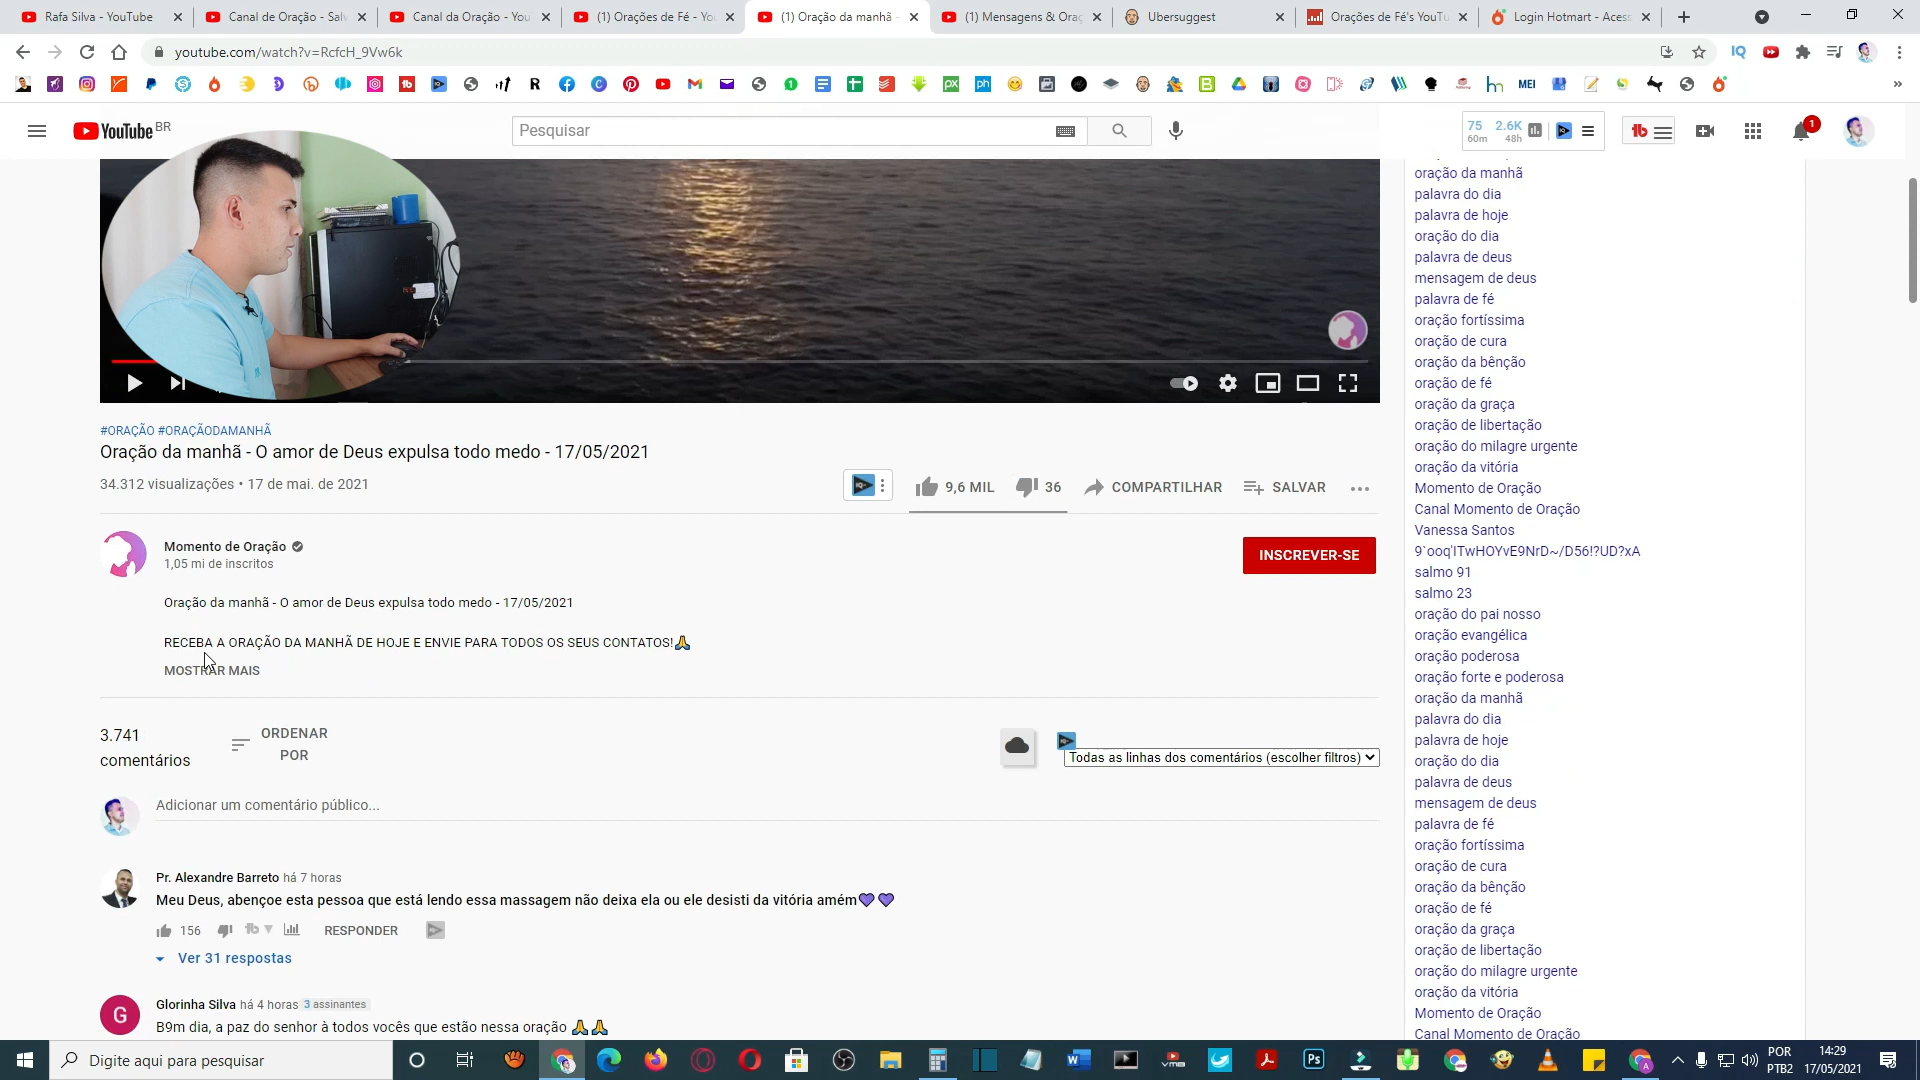 Rafa Silva - YouTube
Canal de Oração - Salv
Canal da Oração - You
(1) Orações de Fé - You
(1) Oração da manhã -
(1) Mensagens & Oraç
Ubersuggest
Orações de Fé's YouTu
Login Hotmart - Acess
youtube.com/watch?v=RcfcH_9Vw6k
YouTube BR
Pesquisar
75 2.6K
60m 48h
1
oração da manhã
palavra do dia
palavra de hoje
oração do dia
palavra de deus
mensagem de deus
palavra de fé
oração fortíssima
oração de cura
oração da bênção
oração de fé
oração da graça
oração de libertação
oração do milagre urgente
oração da vitória
Momento de Oração
Canal Momento de Oração
Vanessa Santos
9`ooq'ITwHOYvE9NrD~/D56!?UD?xA
salmo 91
salmo 23
oração do pai nosso
oração evangélica
oração poderosa
oração forte e poderosa
oração da manhã
palavra do dia
palavra de hoje
oração do dia
palavra de deus
mensagem de deus
palavra de fé
oração fortíssima
oração de cura
oração da bênção
oração de fé
oração da graça
oração de libertação
oração do milagre urgente
oração da vitória
Momento de Oração
Canal Momento de Oração
#ORAÇÃO #ORAÇÃODAMANHÃ
Oração da manhã - O amor de Deus expulsa todo medo - 17/05/2021
34.312 visualizações • 17 de mai. de 2021
9,6 MIL 36 COMPARTILHAR SALVAR
Momento de Oração
1,05 mi de inscritos
INSCREVER-SE
Oração da manhã - O amor de Deus expulsa todo medo - 17/05/2021
RECEBA A ORAÇÃO DA MANHÃ DE HOJE E ENVIE PARA TODOS OS SEUS CONTATOS!🙏
MOSTRAR MAIS
3.741
comentários
ORDENAR
POR
Todas as linhas dos comentários (escolher filtros)
Adicionar um comentário público...
Pr. Alexandre Barreto há 7 horas
Meu Deus, abençoe esta pessoa que está lendo essa massagem não deixa ela ou ele desisti da vitória amém💜💜
156 RESPONDER
Ver 31 respostas
G
Glorinha Silva há 4 horas 3 assinantes
B9m dia, a paz do senhor à todos vocês que estão nessa oração 🙏🙏
Digite aqui para pesquisar
POR
PTB2
14:29
17/05/2021